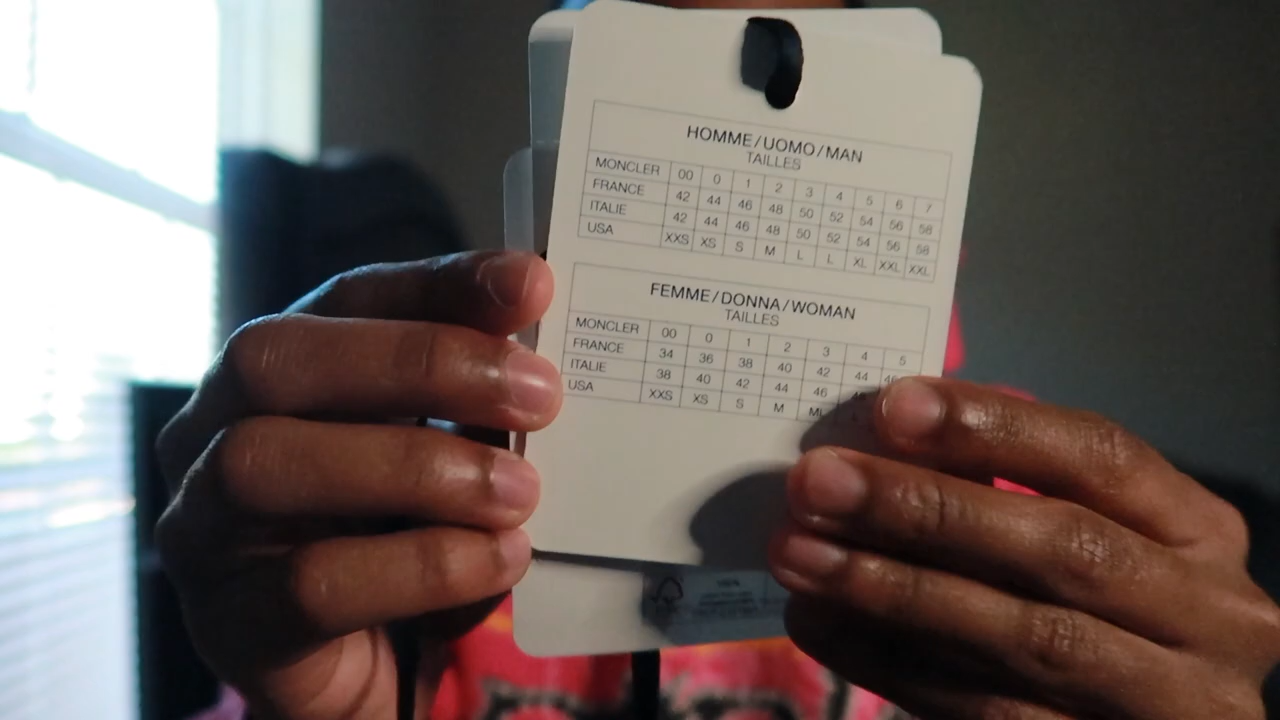 HOMME/UOMO/MAN
TAILLES
MONCLER 00 0 1 2 3 4 5 6 7
FRANCE 42 44 46 48 50 52 54 56 58
ITALIE 42 44 46 48 50 52 54 56 58
USA XXS XS S M L L XL XXL XXL
FEMME/DONNA/WOMAN
TAILLES
MONCLER 00 0 1 2 3 4 5
FRANCE 34 36 38 40 42 44
ITALIE 38 40 42 44 46 48
USA XXS XS S M